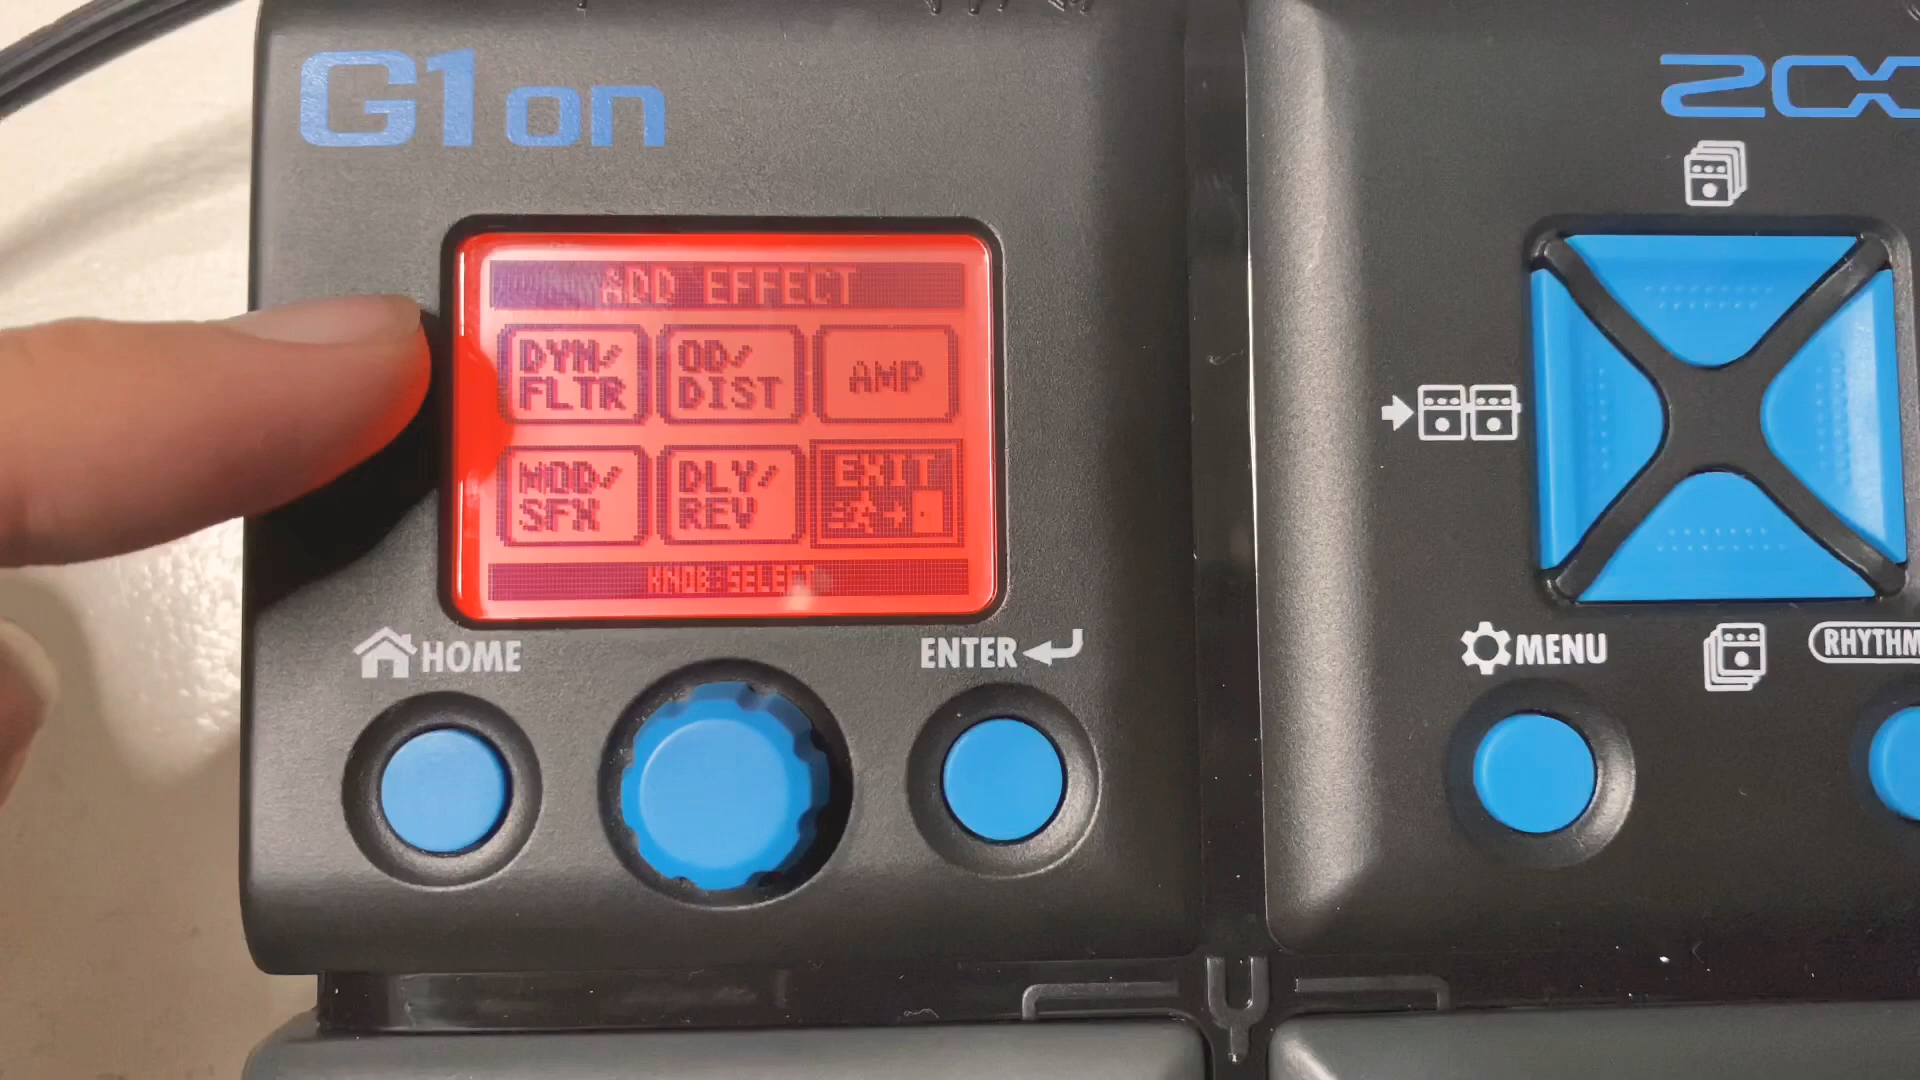 G1on
ADD EFFECT
DYN/
FLTR
OD/
DIST
AMP
MOD/
SFX
DLY/
REV
EXIT
KNOB:SELECT
HOME
ENTER
MENU
RHYTHM